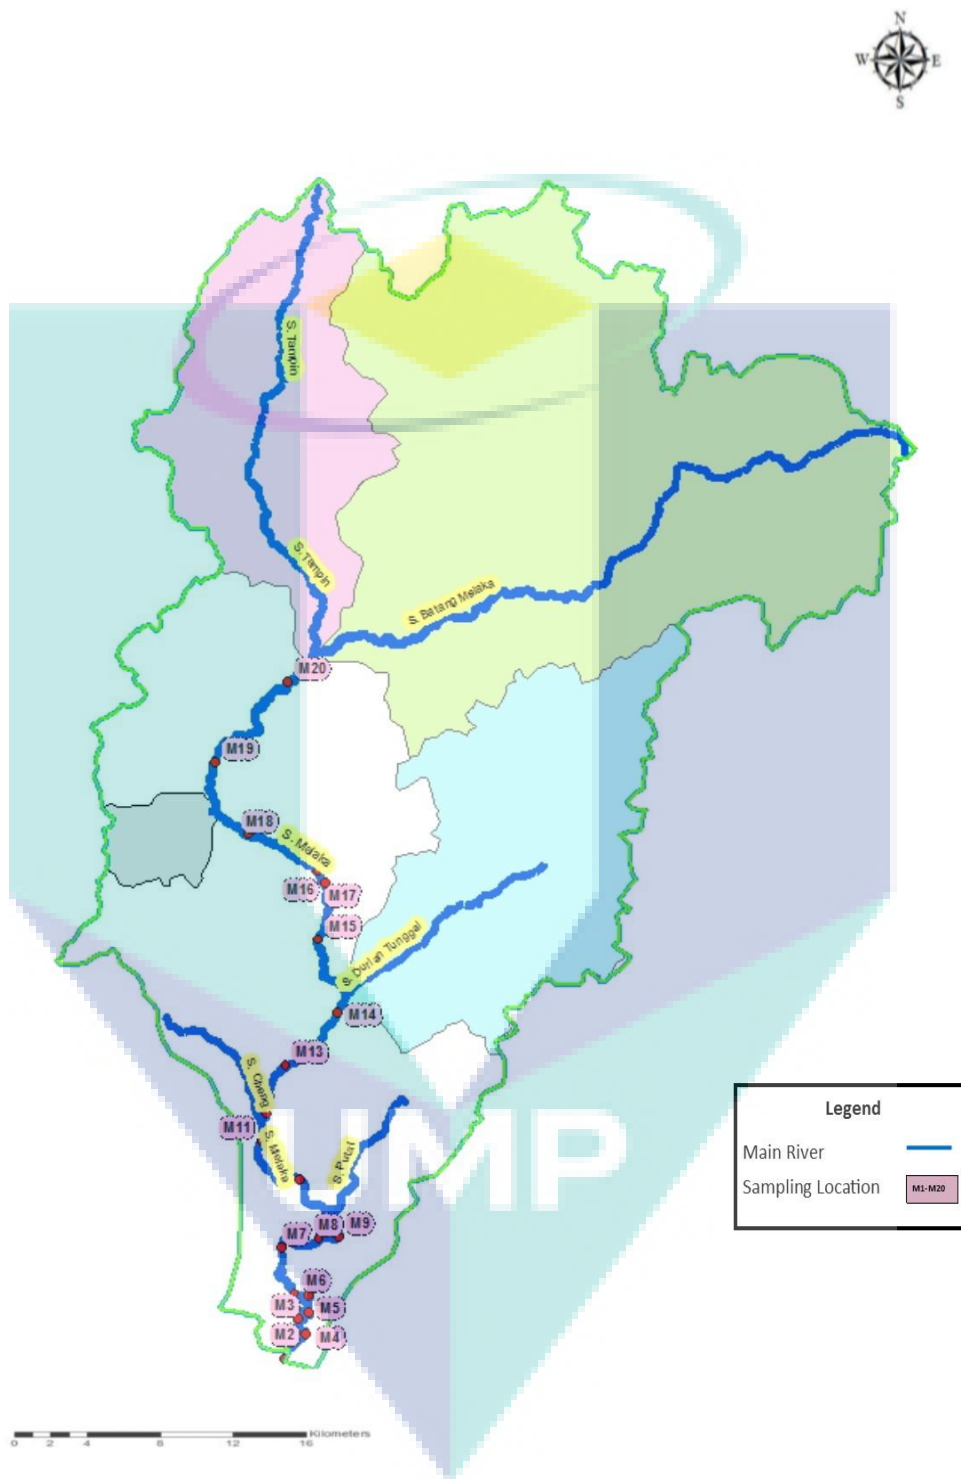 N
W
E
S
S. Tampin
S. Tampin
S. Batang Melaka
M20
M19
M18
S. Melaka
M16
M17
M15
S. Durian Tunggal
M14
M13
S. Cheng
M11
S. Melaka
S. Putat
UMP
Legend
Main River
Sampling Location
M1-M20
M8
M9
M7
M6
M3
M5
M2
M4
Kilometers
0 2 4 8 12 16